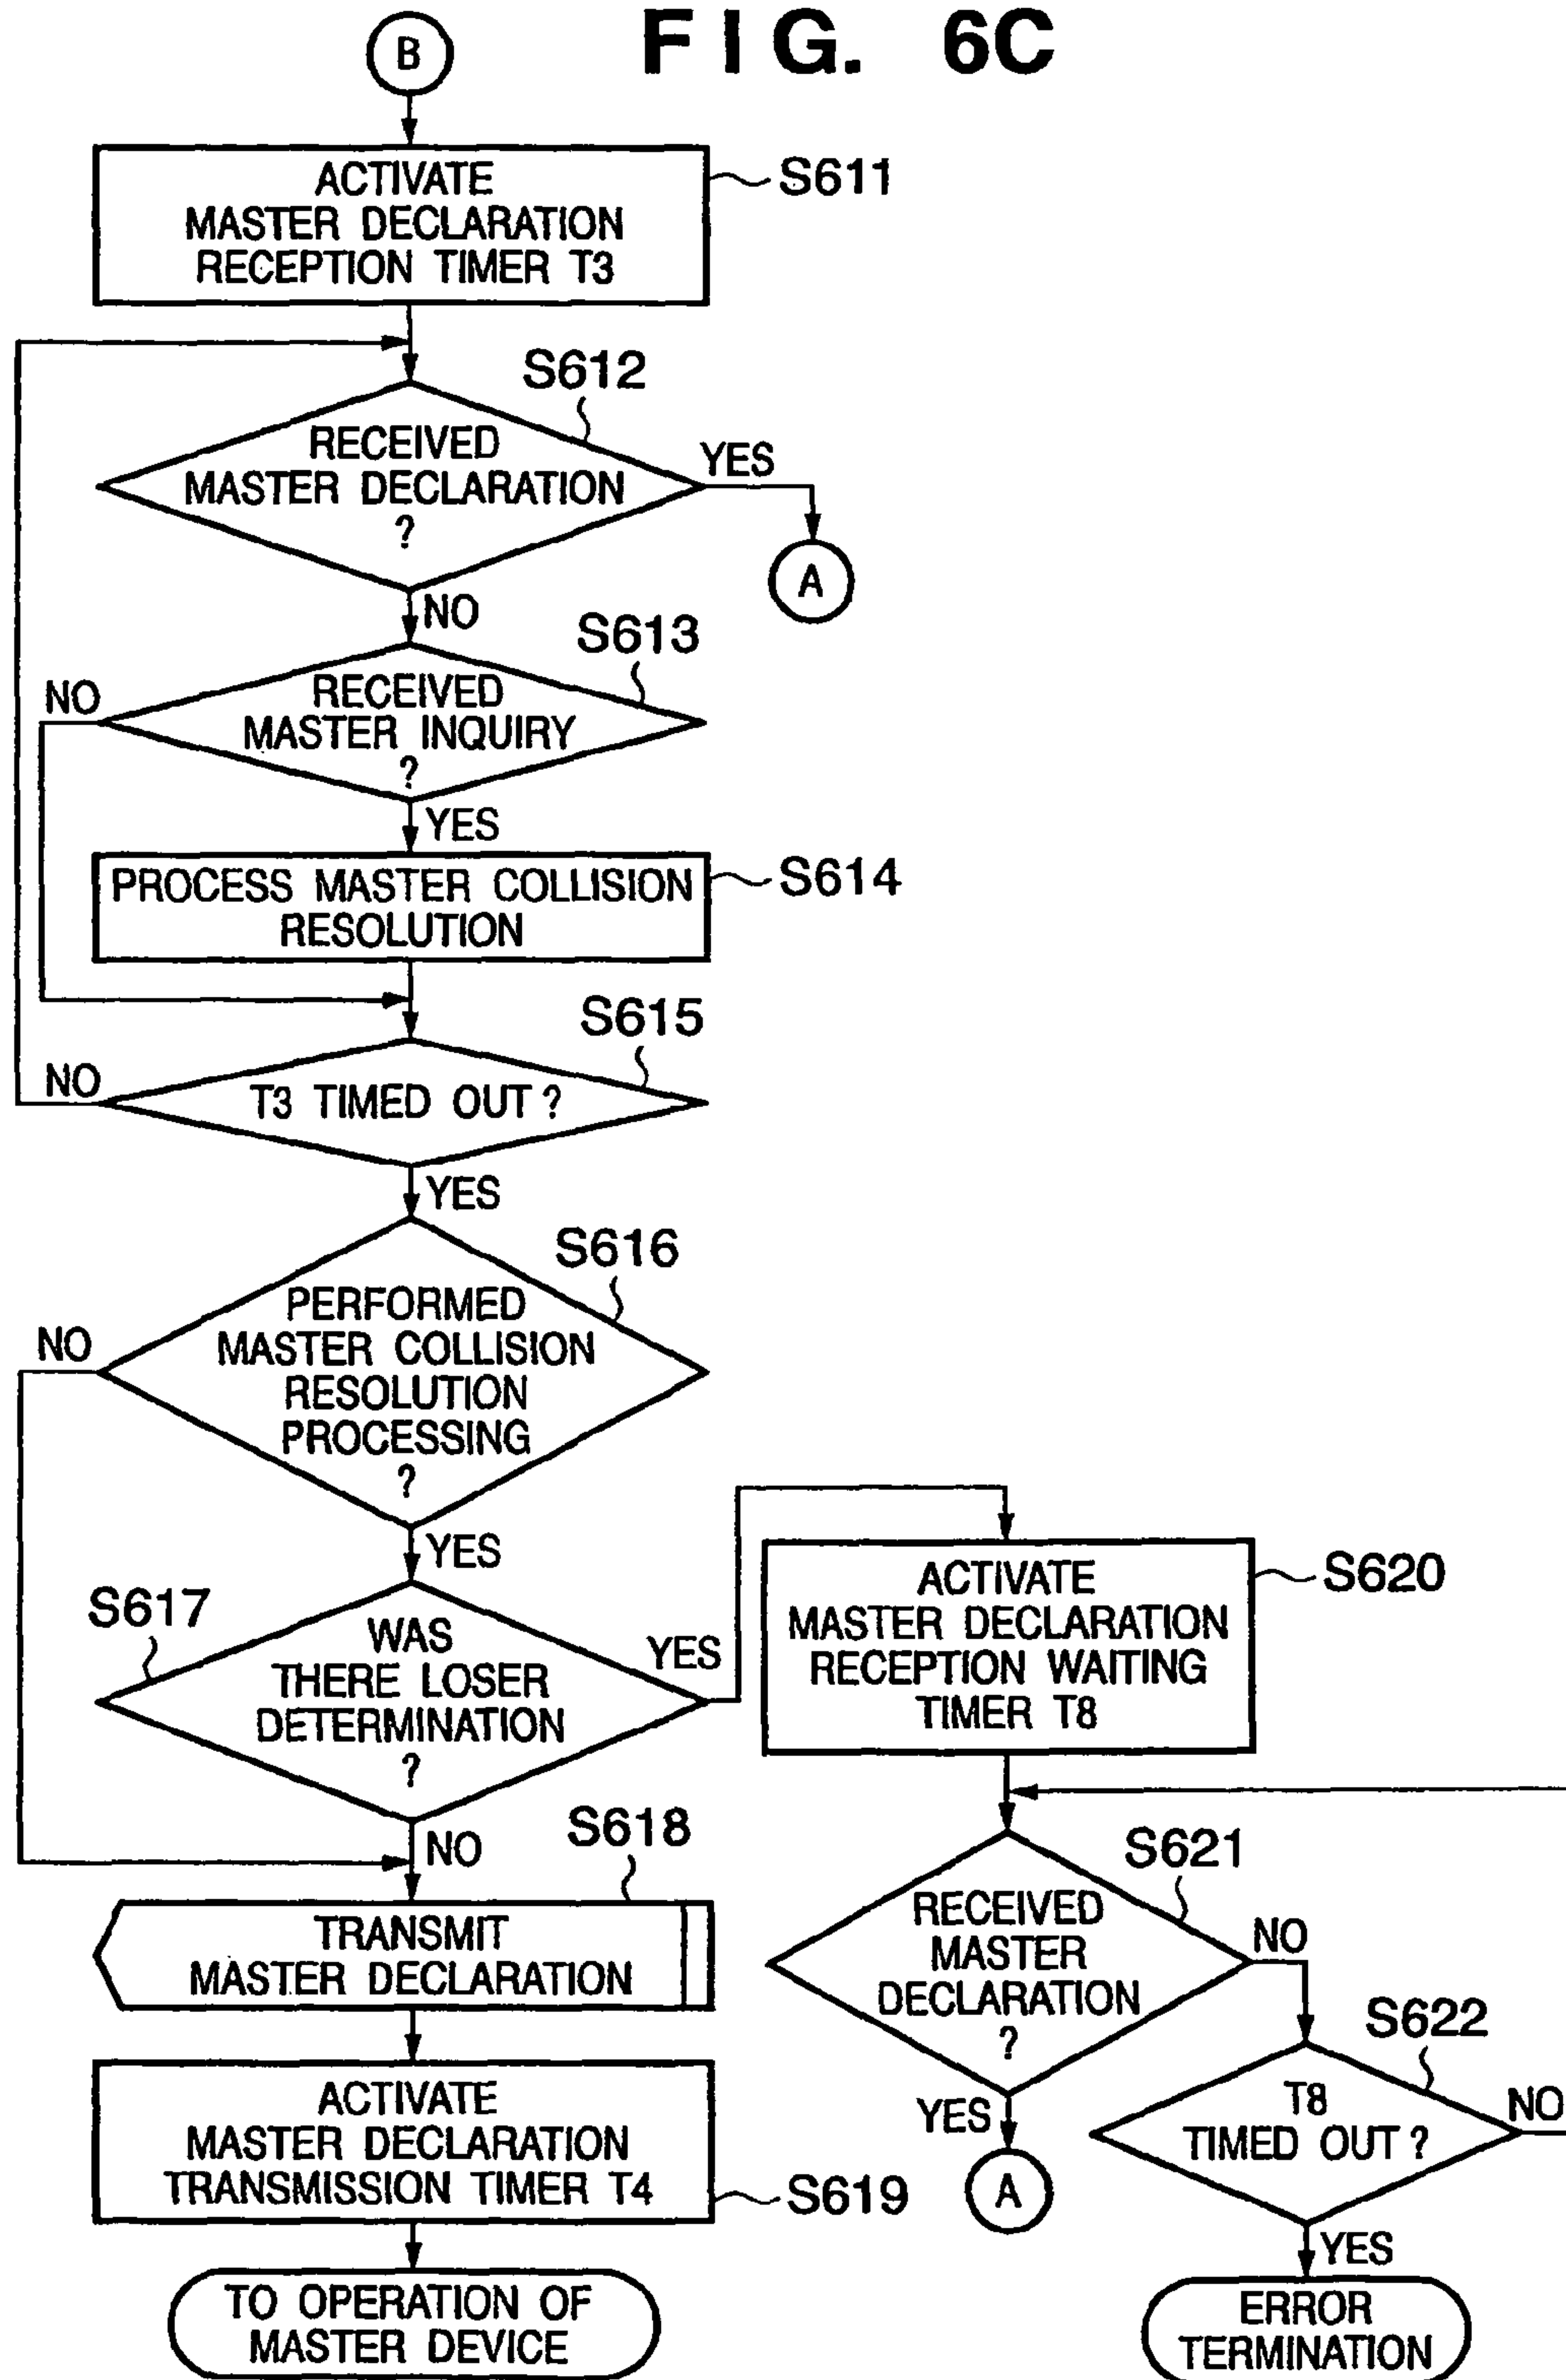 FIG. 6C
B
ACTIVATE
MASTER DECLARATION
RECEPTION TIMER T3
S611
S612
RECEIVED
MASTER DECLARATION
?
YES
A
NO
S613
NO
RECEIVED
MASTER INQUIRY
?
YES
PROCESS MASTER COLLISION
RESOLUTION
S614
S615
NO
T3 TIMED OUT ?
YES
S616
NO
PERFORMED
MASTER COLLISION
RESOLUTION
PROCESSING
?
YES
S617
WAS
THERE LOSER
DETERMINATION
?
YES
NO
S618
TRANSMIT
MASTER DECLARATION
ACTIVATE
MASTER DECLARATION
TRANSMISSION TIMER T4
S619
TO OPERATION OF
MASTER DEVICE
ACTIVATE
MASTER DECLARATION
RECEPTION WAITING
TIMER T8
S620
S621
RECEIVED
MASTER
DECLARATION
?
NO
YES
A
S622
T8
TIMED OUT ?
NO
YES
ERROR
TERMINATION